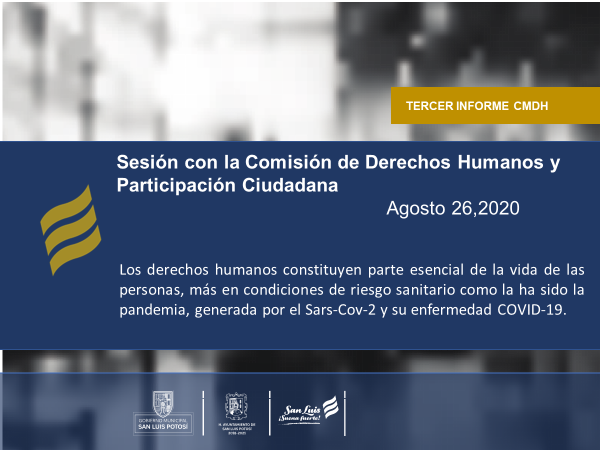 TERCER INFORME CMDH
Sesión con la Comisión de Derechos Humanos y
Participación Ciudadana
Agosto 26,2020
Los derechos humanos constituyen parte esencial de la vida de las
personas, más en condiciones de riesgo sanitario como la ha sido la
pandemia, generada por el Sars-Cov-2 y su enfermedad COVID-19.
GOBIERNO MUNICIPAL
SAN LUIS POTOSÍ
H. AYUNTAMIENTO DE
SAN LUIS POTOSÍ
2018-2021
San Luis
¡Suena fuerte!